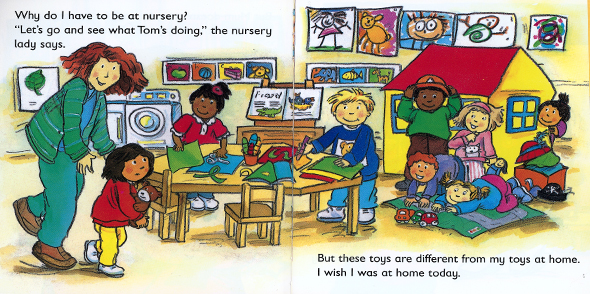 Why do I have to be at nursery?
"Let's go and see what Tom's doing," the nursery
lady says.
But these toys are different from my toys at home.
I wish I was at home today.